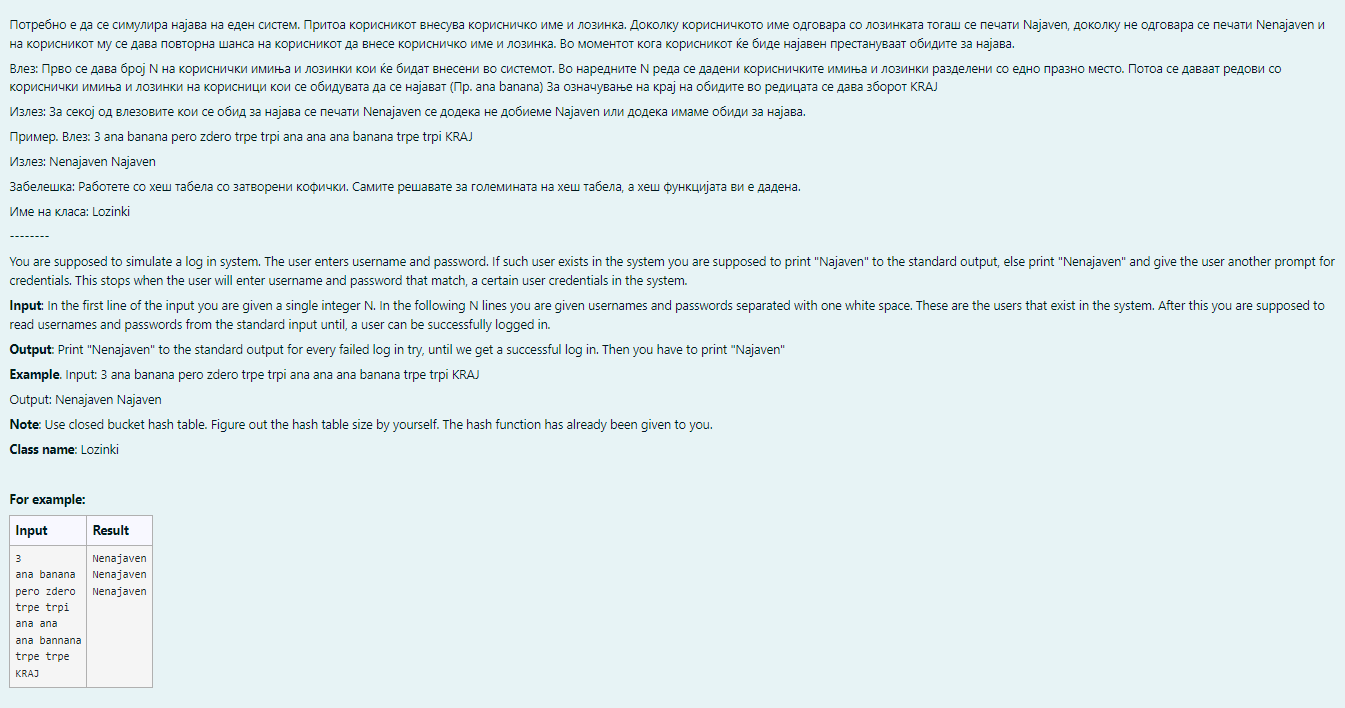 Потребно е да се симулира најава на еден систем. Притоа корисникот внесува корисничко име и лозинка. Доколку корисничкото име одговара со лозинката тогаш се печати Najaven, доколку не одговара се печати Nenajaven и
на корисникот му се дава повторна шанса на корисникот да внесе корисничко име и лозинка. Во моментот кога корисникот ќе биде најавен престануваат обидите за најава.
Влез: Прво се дава број N на кориснички имиња и лозинки кои ќе бидат внесени во системот. Во наредните N реда се дадени корисничките имиња и лозинки разделени со едно празно место. Потоа се даваат редови со
кориснички имиња и лозинки на корисници кои се обидуваат да се најават (Пр. ana banana) За означување на крај на обидите во редицата се дава зборот KRAJ
Излез: За секој од влезовите кои се обид за најава се печати Nenajaven се додека не добиеме Najaven или додека имаме обиди за најава.
Пример. Влез: 3 ana banana pero zdero trpe trpi ana ana ana banana trpe trpi KRAJ
Излез: Nenajaven Najaven
Забелешка: Работете со хеш табела со затворени кофички. Самите решавате за големината на хеш табела, а хеш функцијата ви е дадена.
Име на класа: Lozinki
--------
You are supposed to simulate a log in system. The user enters username and password. If such user exists in the system you are supposed to print "Najaven" to the standard output, else print "Nenajaven" and give the user another prompt for
credentials. This stops when the user will enter username and password that match, a certain user credentials in the system.
Input: In the first line of the input you are given a single integer N. In the following N lines you are given usernames and passwords separated with one white space. These are the users that exist in the system. After this you are supposed to
read usernames and passwords from the standard input until, a user can be successfully logged in.
Output: Print "Nenajaven" to the standard output for every failed log in try, until we get a successful log in. Then you have to print "Najaven"
Example. Input: 3 ana banana pero zdero trpe trpi ana ana ana banana trpe trpi KRAJ
Output: Nenajaven Najaven
Note: Use closed bucket hash table. Figure out the hash table size by yourself. The hash function has already been given to you.
Class name: Lozinki
For example:
Input Result
3 Nenajaven
ana banana Nenajaven
pero zdero Nenajaven
trpe trpi
ana ana
ana bannana
trpe trpe
KRAJ